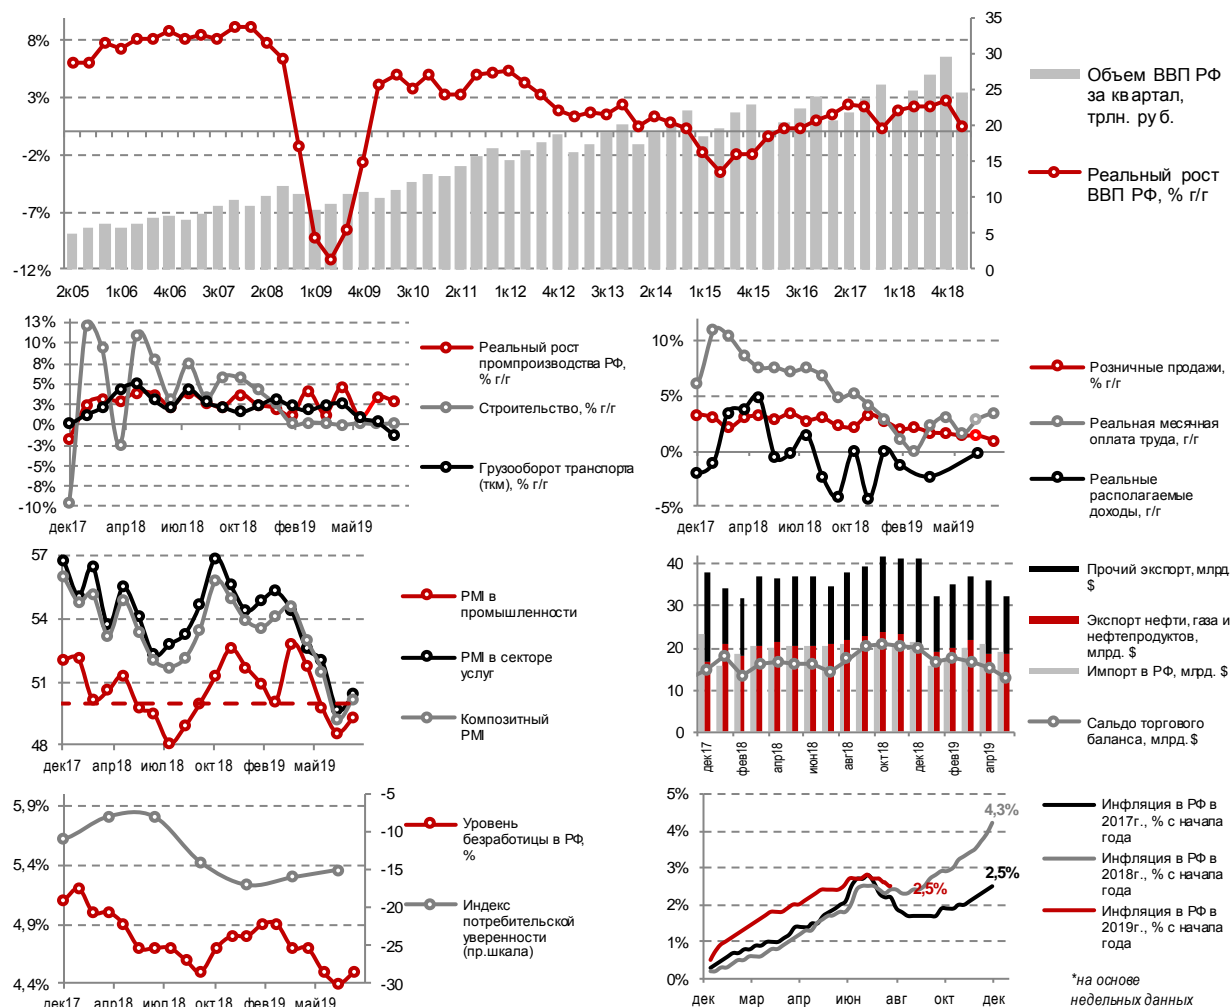 8%
3%
-2%
-7%
-12%
35
30
25
20
15
10
5
0
2к05 1к06 4к06 3к07 2к08 1к09 4к09 3к10 2к11 1к12 4к12 3к13 2к14 1к15 4к15 3к16 2к17 1к18 4к18
Объем ВВП РФ
за квартал,
трлн. руб.
Реальный рост
ВВП РФ, % г/г
13%
10%
8%
5%
3%
0%
-3%
-5%
-8%
-10%
дек17 апр18 июл18 окт18 фев19 май19
Реальный рост
промпроизводства РФ,
% г/г
Строительство, % г/г
Грузооборот транспорта
(ткм), % г/г
10%
5%
0%
-5%
дек17 апр18 июл18 окт18 фев19 май19
Розничные продажи,
% г/г
Реальная месячная
оплата труда, г/г
Реальные
располагаемые
доходы, г/г
57
54
51
48
дек17 апр18 июл18 окт18 фев19 май19
PMI в
промышленности
PMI в секторе
услуг
Композитный
PMI
40
30
20
10
0
дек17 фев18 апр18 июн18 авг18 окт18 дек18 фев19 апр19
Прочий экспорт, млрд.
$
Экспорт нефти, газа и
нефтепродуктов,
млрд. $
Импорт в РФ, млрд. $
Сальдо торгового
баланса, млрд. $
5,9%
5,4%
4,9%
4,4%
-5
-10
-15
-20
-25
-30
дек17 апр18 июл18 окт18 фев19 май19
Уровень
безработицы в РФ,
%
Индекс
потребительской
уверенности
(пр.шкала)
5%
4%
3%
2%
1%
0%
4,3%
2,5%
2,5%
дек мар апр июн авг окт дек
Инфляция в РФ в
2017г., % с начала
года
Инфляция в РФ в
2018г., % с начала
года
Инфляция в РФ в
2019г., % с начала
года
*на основе
недельных данных